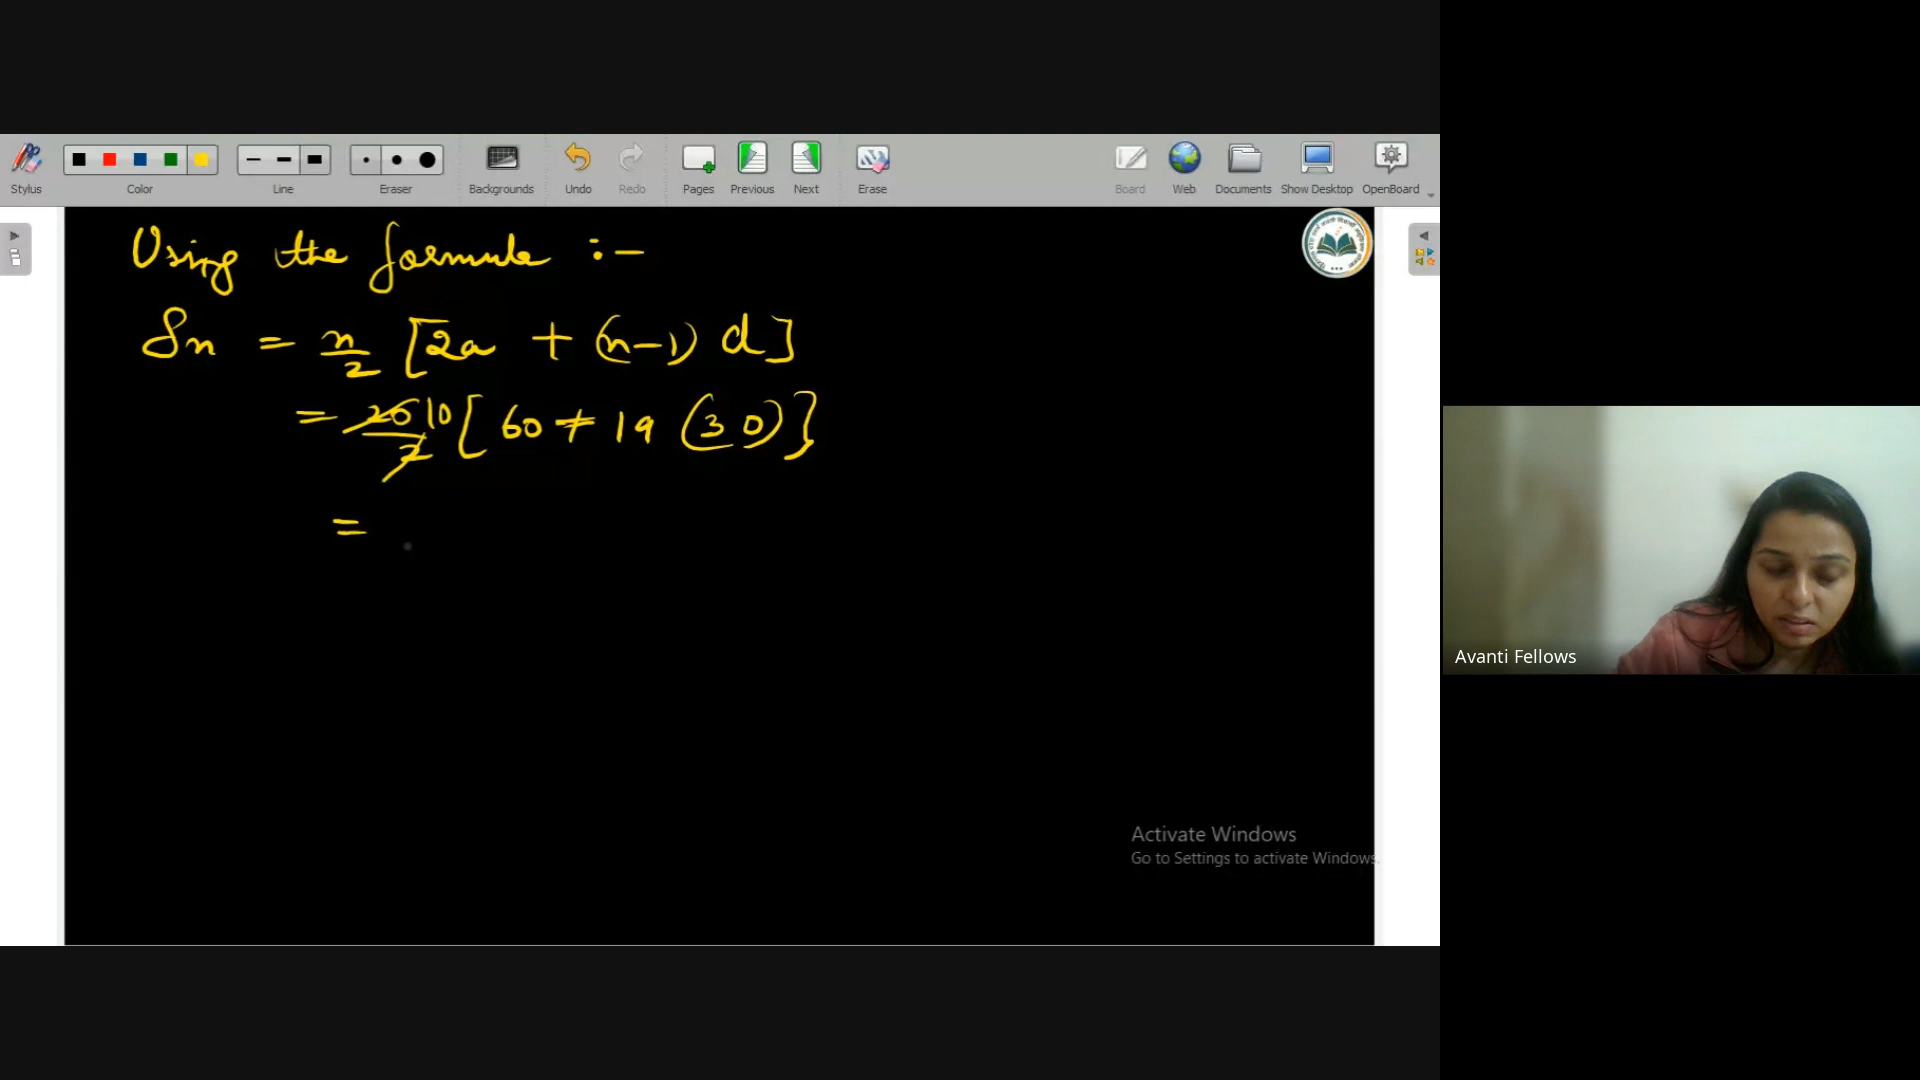 Stylus
Color
Line
Eraser
Backgrounds
Undo
Redo
Pages
Previous
Next
Erase
Board
Web
Documents
Show Desktop
OpenBoard
Using the formula :-
Sn = n/2 [2a + (n-1) d]
= 20/2 10 [60 + 19 (30)]
=
Avanti Fellows
Activate Windows
Go to Settings to activate Windows.